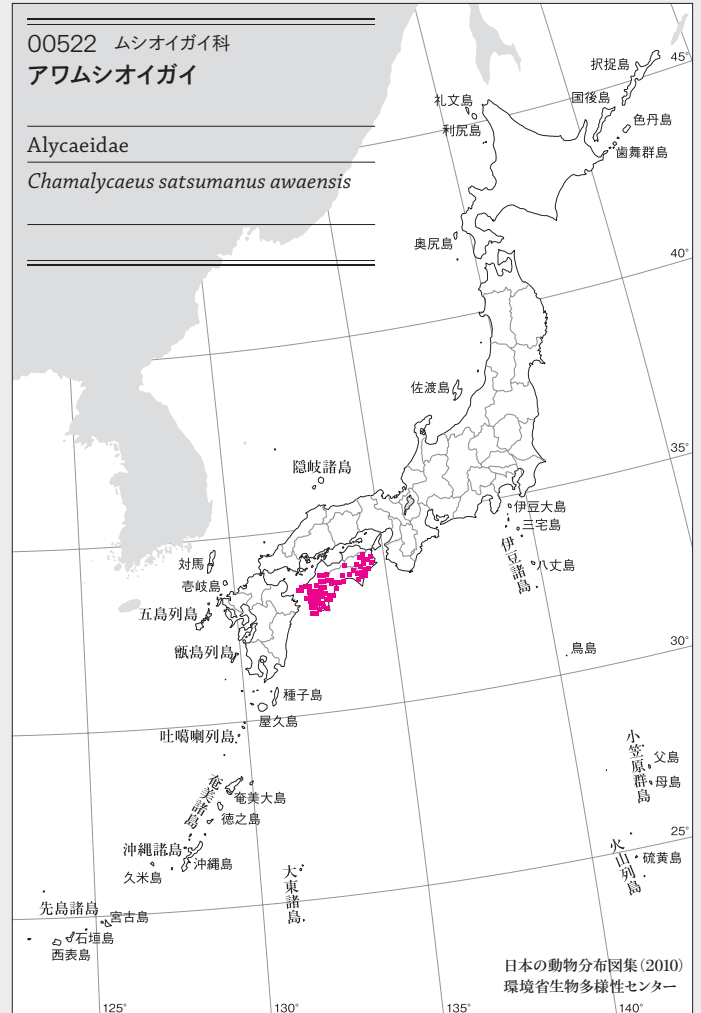 00522 ムシオイガイ科
アワムシオイガイ
Alycaeidae
Chamalycaeus satsumanus awaensis
択捉島
45°
礼文島
国後島
利尻島
色丹島
歯舞群島
奥尻島
40°
佐渡島
35°
隠岐諸島
伊豆大島
三宅島
伊豆諸島
八丈島
対馬
壱岐島
五島列島
甑島列島
30°
鳥島
種子島
屋久島
吐噶喇列島
小笠原群島
父島
母島
奄美諸島
奄美大島
徳之島
25°
沖縄諸島
沖縄島
久米島
大東諸島
火山列島
硫黄島
先島諸島
宮古島
石垣島
西表島
日本の動物分布図集(2010)
環境省生物多様性センター
125°
130°
135°
140°